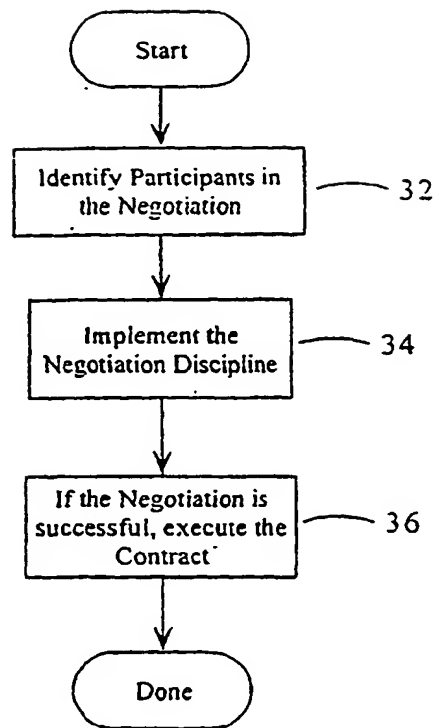 Start
Identify Participants in
the Negotiation
32
Implement the
Negotiation Discipline
34
If the Negotiation is
successful, execute the
Contract
36
Done